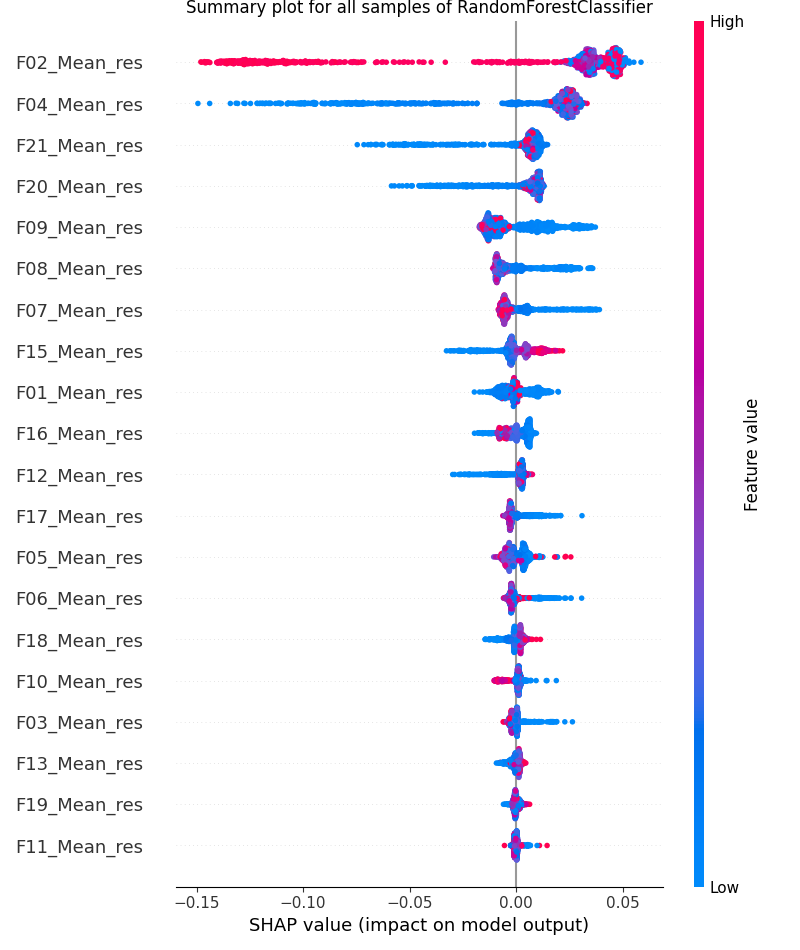 Summary plot for all samples of RandomForestClassifier
High
F02_Mean_res
F04_Mean_res
F21_Mean_res
F20_Mean_res
F09_Mean_res
F08_Mean_res
F07_Mean_res
F15_Mean_res
F01_Mean_res
F16_Mean_res
F12_Mean_res
F17_Mean_res
F05_Mean_res
F06_Mean_res
F18_Mean_res
F10_Mean_res
F03_Mean_res
F13_Mean_res
F19_Mean_res
F11_Mean_res
Feature value
Low
−0.15 −0.10 −0.05 0.00 0.05
SHAP value (impact on model output)